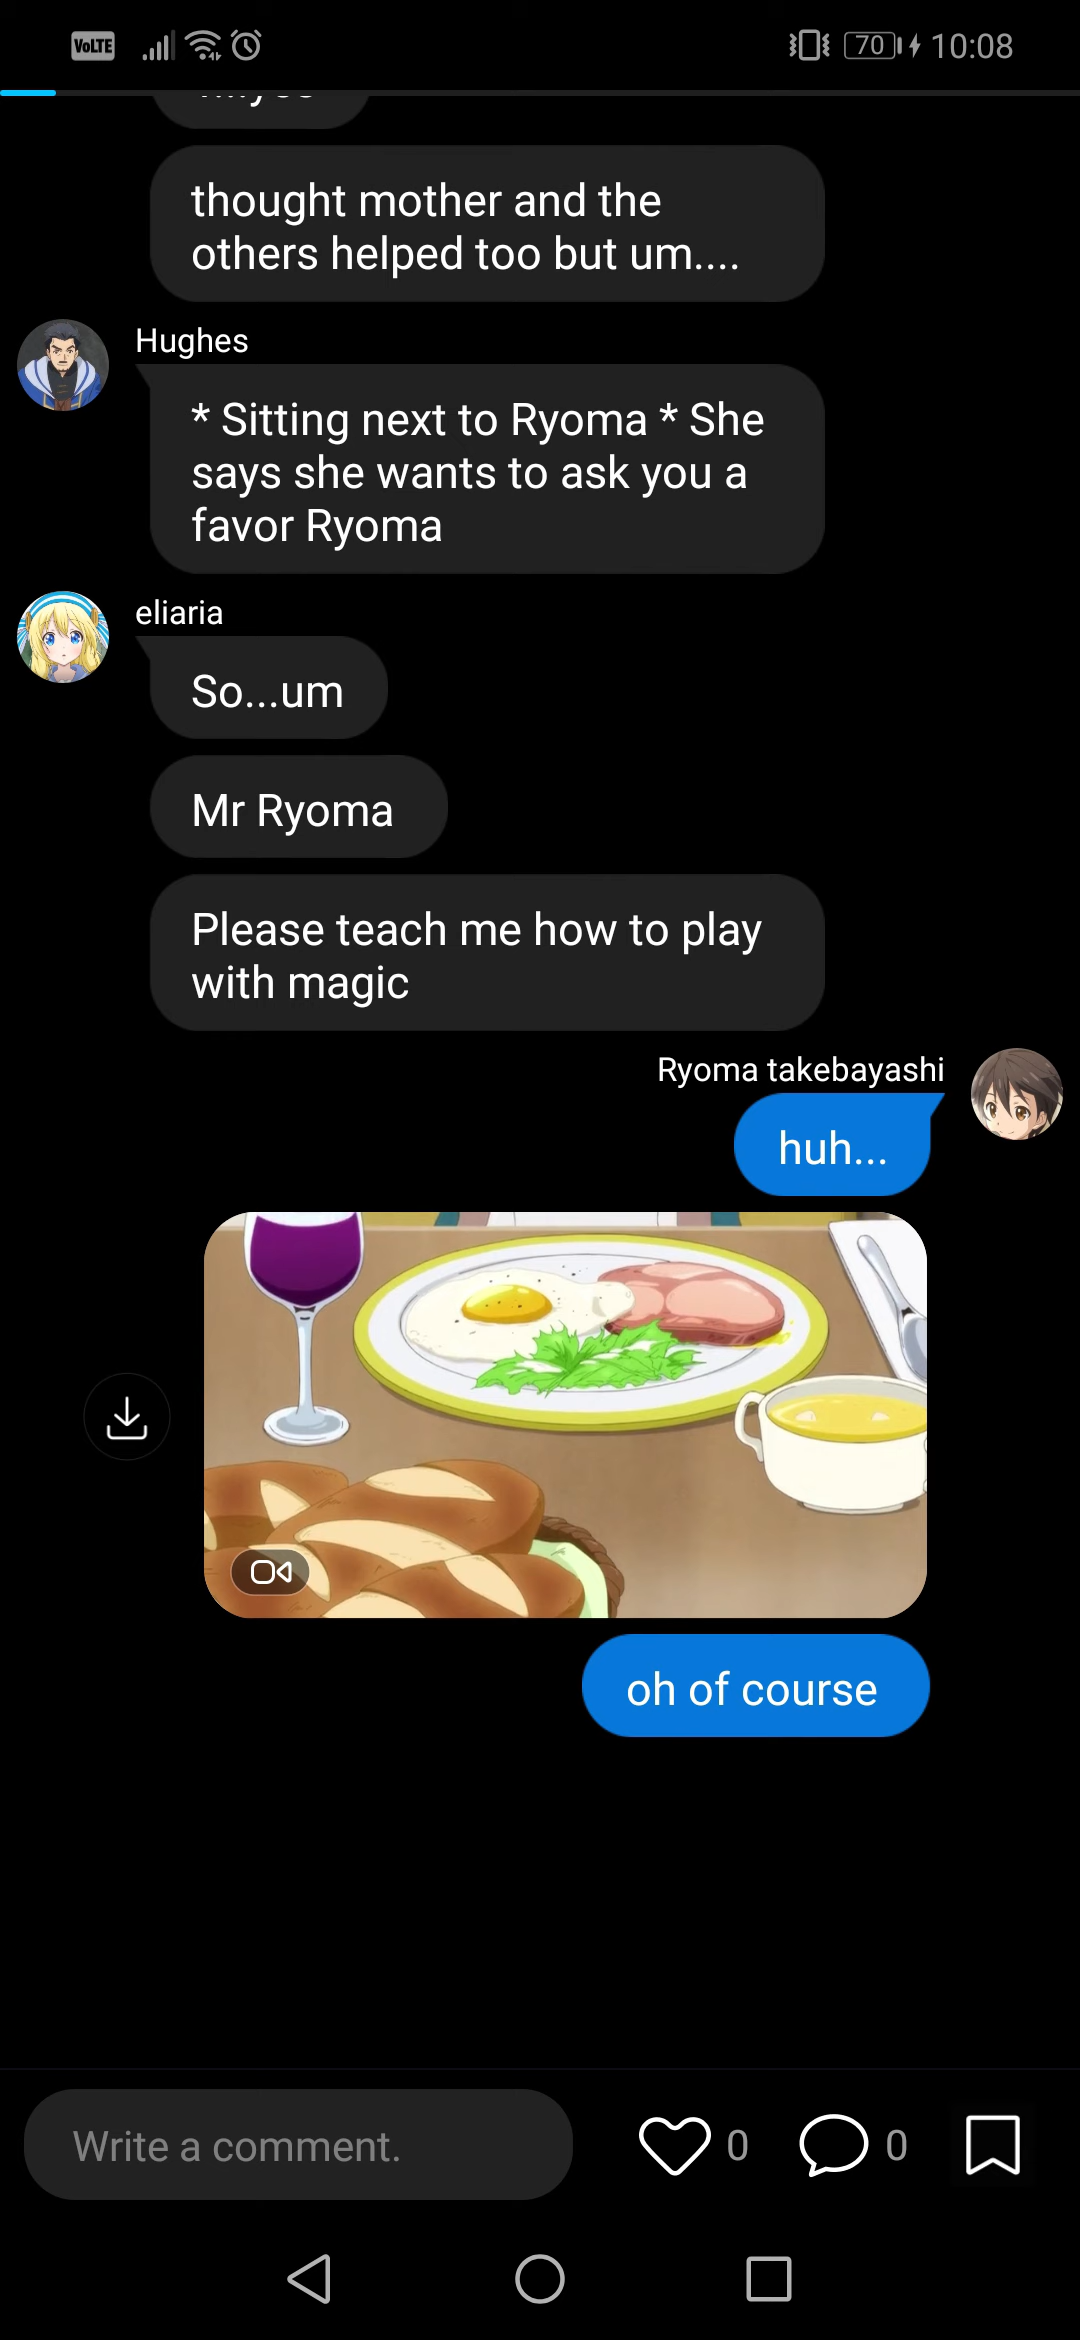 VoLTE
70
10:08
thought mother and the
others helped too but um....
Hughes
* Sitting next to Ryoma * She
says she wants to ask you a
favor Ryoma
eliaria
So...um
Mr Ryoma
Please teach me how to play
with magic
Ryoma takebayashi
huh...
oh of course
Write a comment.
0
0